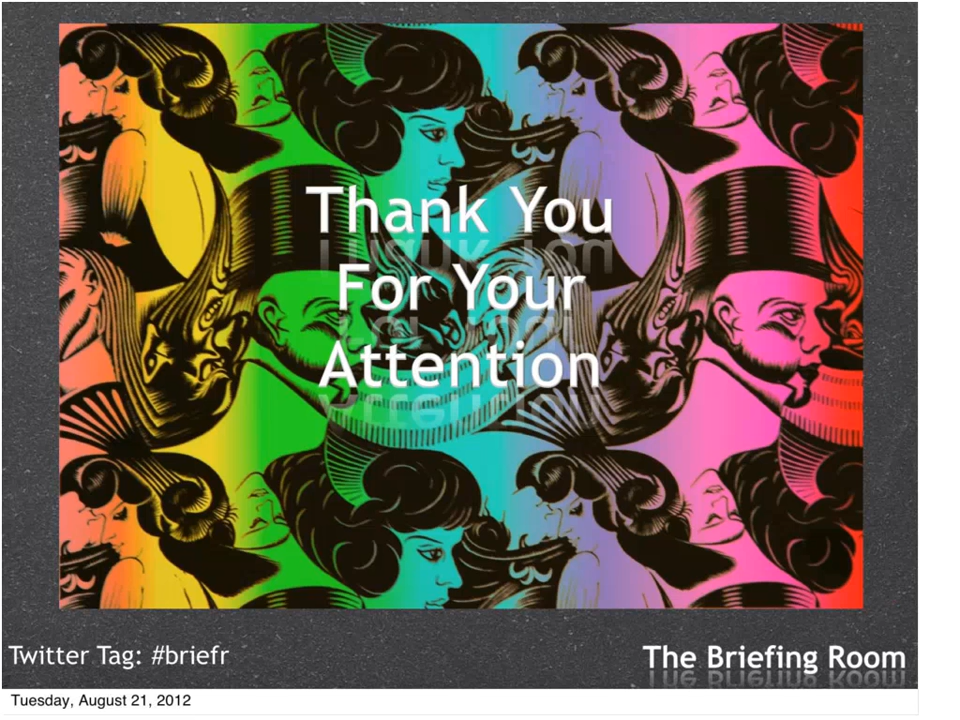 Thank You
For Your
Attention
Twitter Tag: #briefr
The Briefing Room
Tuesday, August 21, 2012